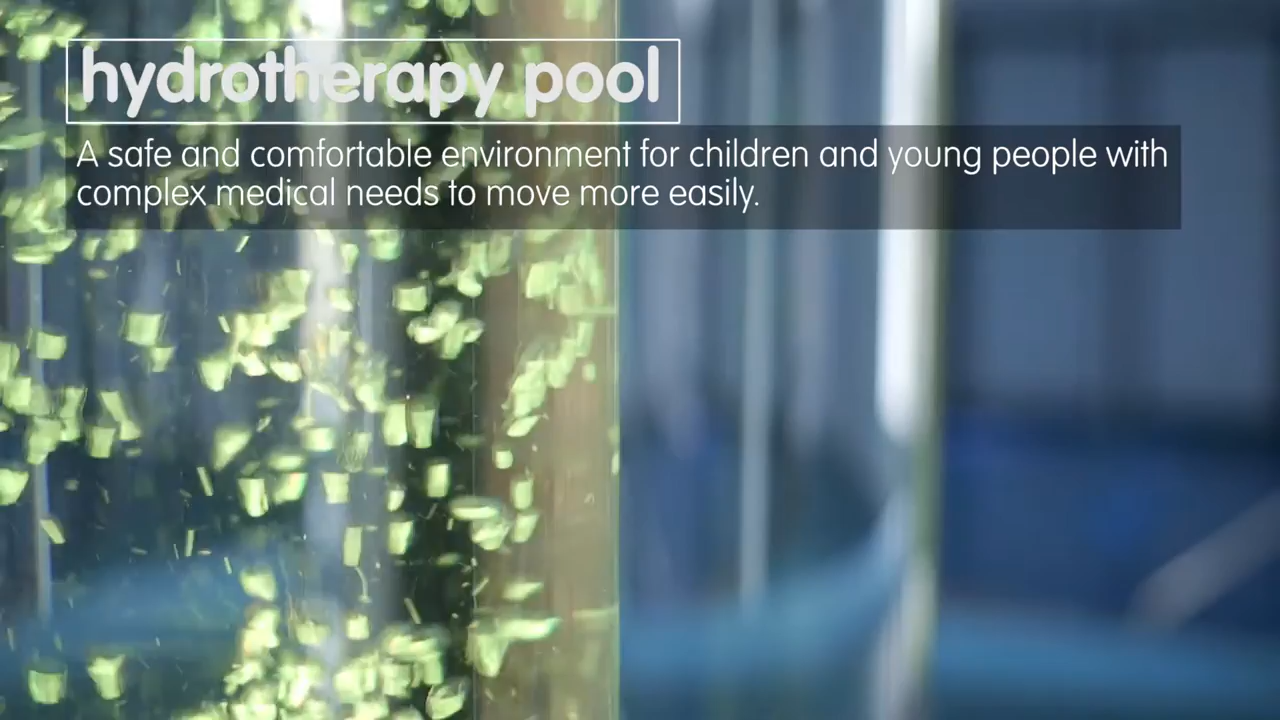 hydrotherapy pool
A safe and comfortable environment for children and young people with
complex medical needs to move more easily.